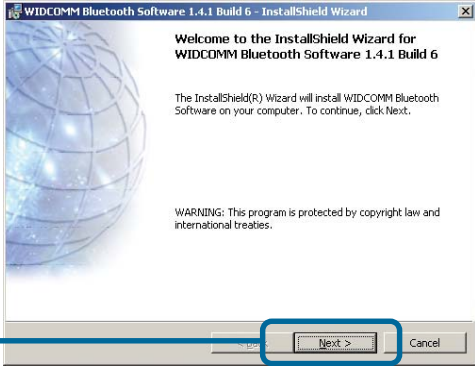 WIDCOMM Bluetooth Software 1.4.1 Build 6 - InstallShield Wizard
Welcome to the InstallShield Wizard for
WIDCOMM Bluetooth Software 1.4.1 Build 6
The InstallShield(R) Wizard will install WIDCOMM Bluetooth
Software on your computer. To continue, click Next.
WARNING: This program is protected by copyright law and
international treaties.
Next >
Cancel